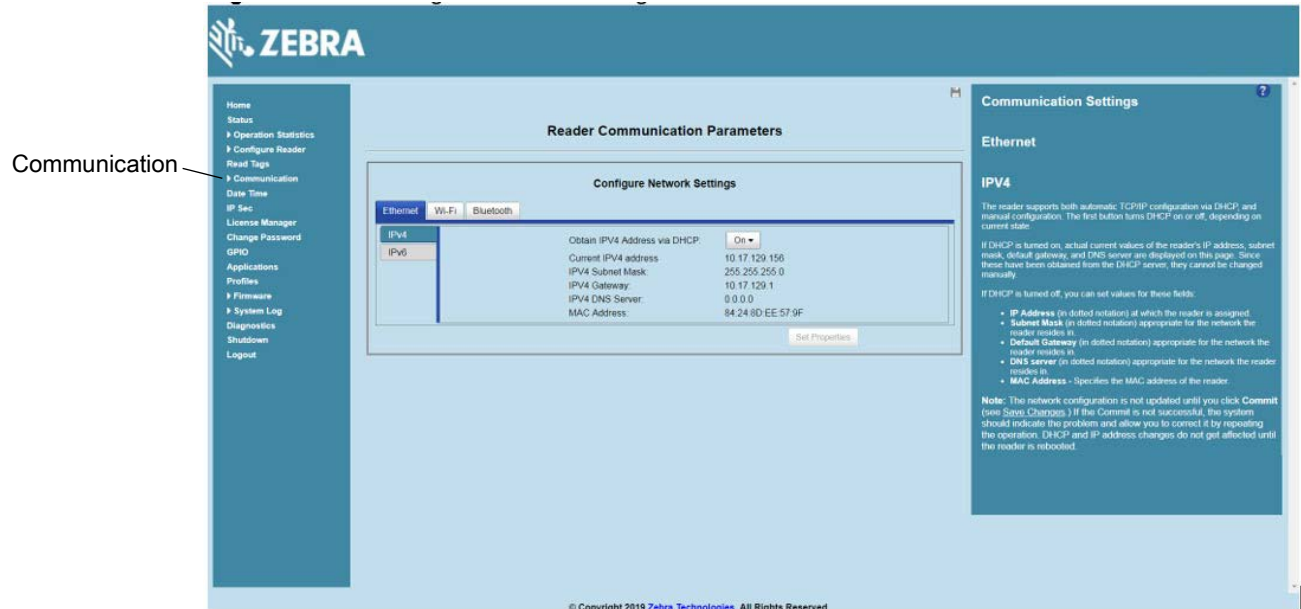 ZEBRA
Home
Status
Operation Statistics
Configure Reader
Read Tags
Communication
Communication
Date Time
IP Sec
License Manager
Change Password
GPIO
Applications
Profiles
Firmware
System Log
Diagnostics
Shutdown
Logout
Reader Communication Parameters
Configure Network Settings
Ethernet Wi-Fi Bluetooth
IPv4
IPv6
Obtain IPV4 Address via DHCP: On
Current IPV4 address 10.17.129.156
IPV4 Subnet Mask: 255.255.255.0
IPV4 Gateway: 10.17.129.1
IPV4 DNS Server: 0.0.0.0
MAC Address: 84:24:8D:EE:57:9F
Set Properties
?
Communication Settings
Ethernet
IPV4
The reader supports both automatic TCP/IP configuration via DHCP, and
manual configuration. The first button turns DHCP on or off, depending on
current state.
If DHCP is turned on, actual current values of the reader's IP address, subnet
mask, default gateway, and DNS server are displayed on this page. Since
these have been obtained from the DHCP server, they cannot be changed
manually.
If DHCP is turned off, you can set values for these fields:
• IP Address (in dotted notation) at which the reader is assigned.
• Subnet Mask (in dotted notation) appropriate for the network the
reader resides in.
• Default Gateway (in dotted notation) appropriate for the network the
reader resides in.
• DNS server (in dotted notation) appropriate for the network the reader
resides in.
• MAC Address - Specifies the MAC address of the reader.
Note: The network configuration is not updated until you click Commit
(see Save Changes.) If the Commit is not successful, the system
should indicate the problem and allow you to correct it by repeating
the operation. DHCP and IP address changes do not get affected until
the reader is rebooted.
© Copyright 2019 Zebra Technologies. All Rights Reserved